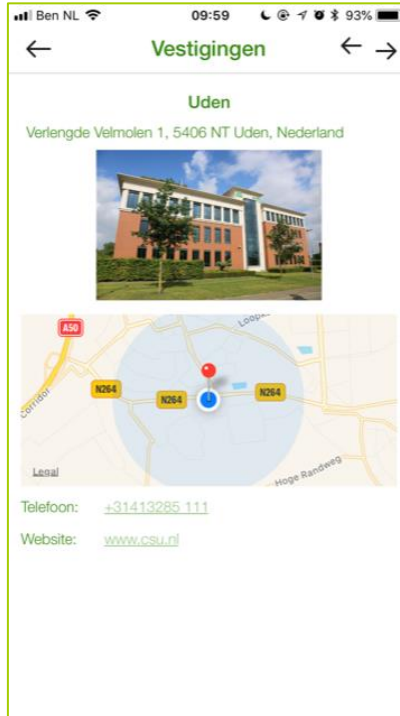 Ben NL 09:59 93%
Vestigingen
Uden
Verlengde Velmolen 1, 5406 NT Uden, Nederland
A50
Loopz
N264
N264
N264
Corridor
Legal
Hoge Randweg
Telefoon: +31413285 111
Website: www.csu.nl